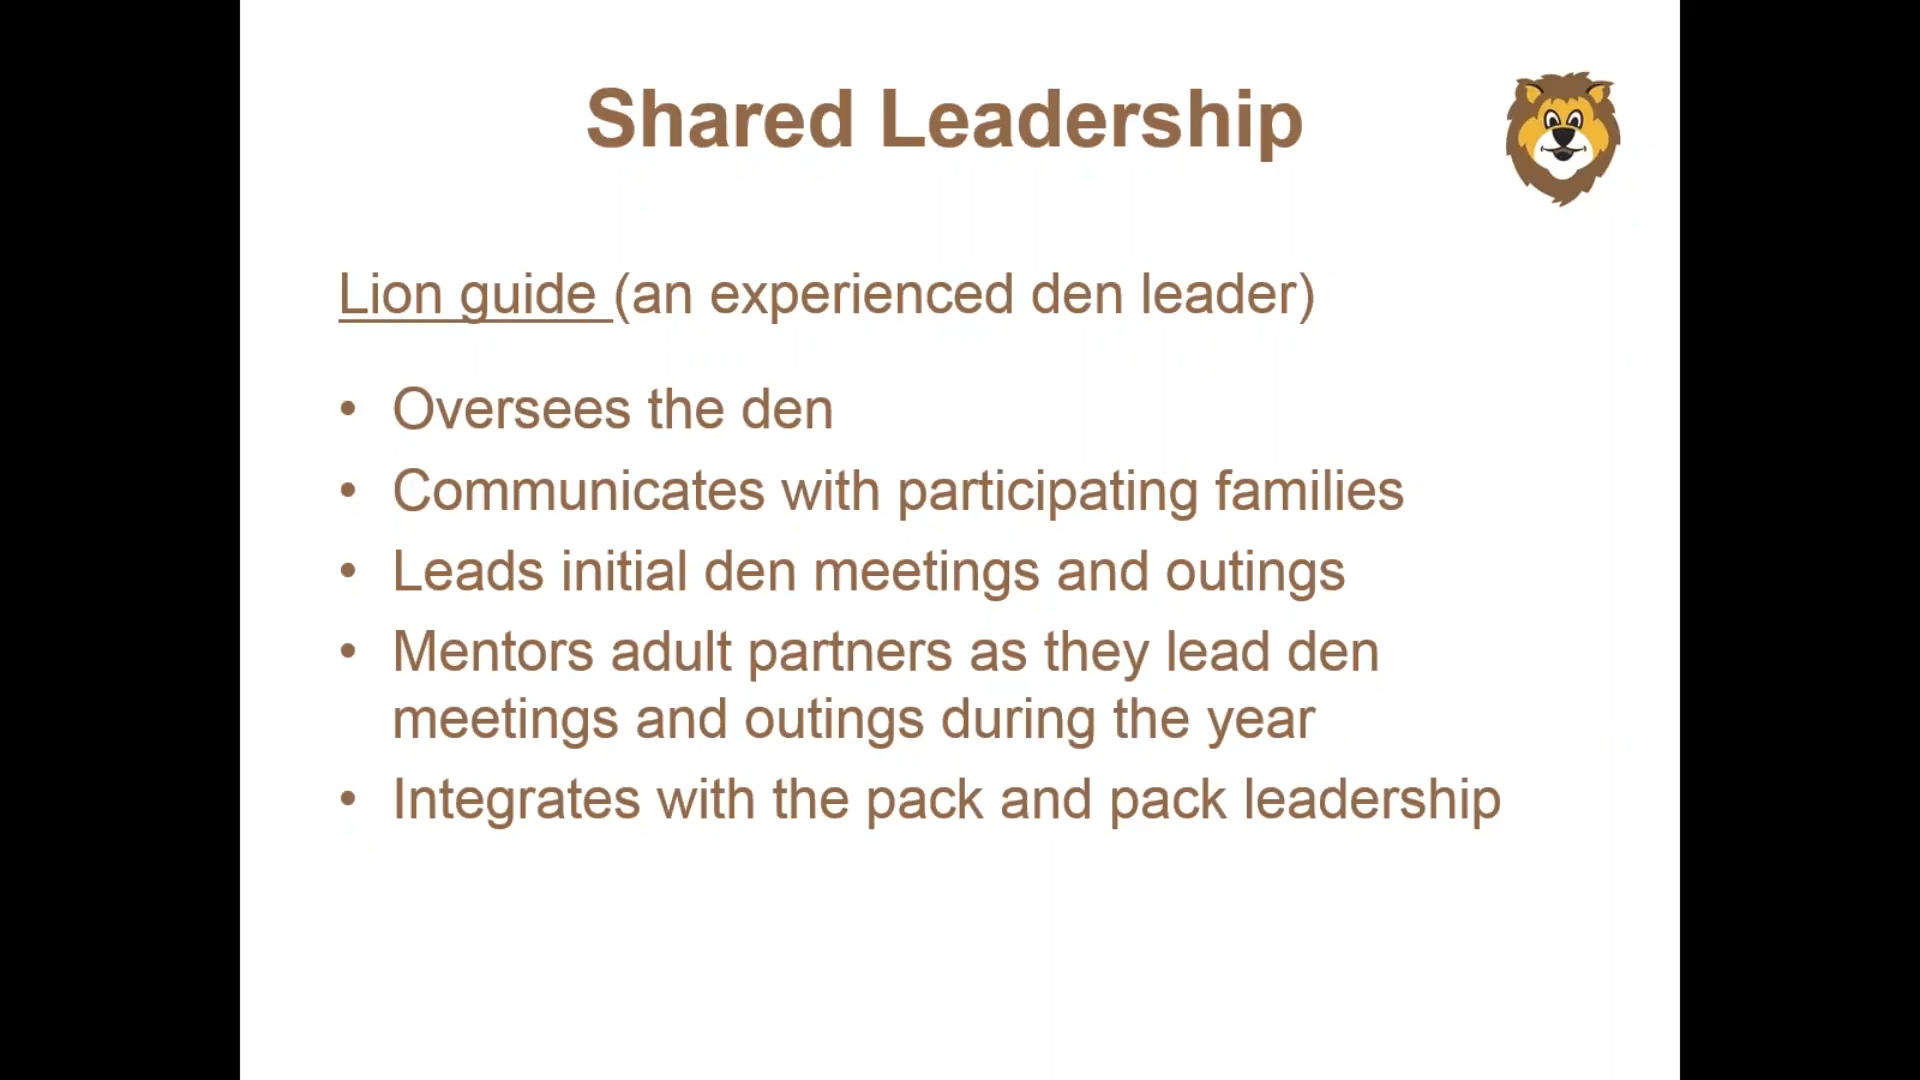 Shared Leadership
Lion guide (an experienced den leader)
• Oversees the den
• Communicates with participating families
• Leads initial den meetings and outings
• Mentors adult partners as they lead den
meetings and outings during the year
• Integrates with the pack and pack leadership